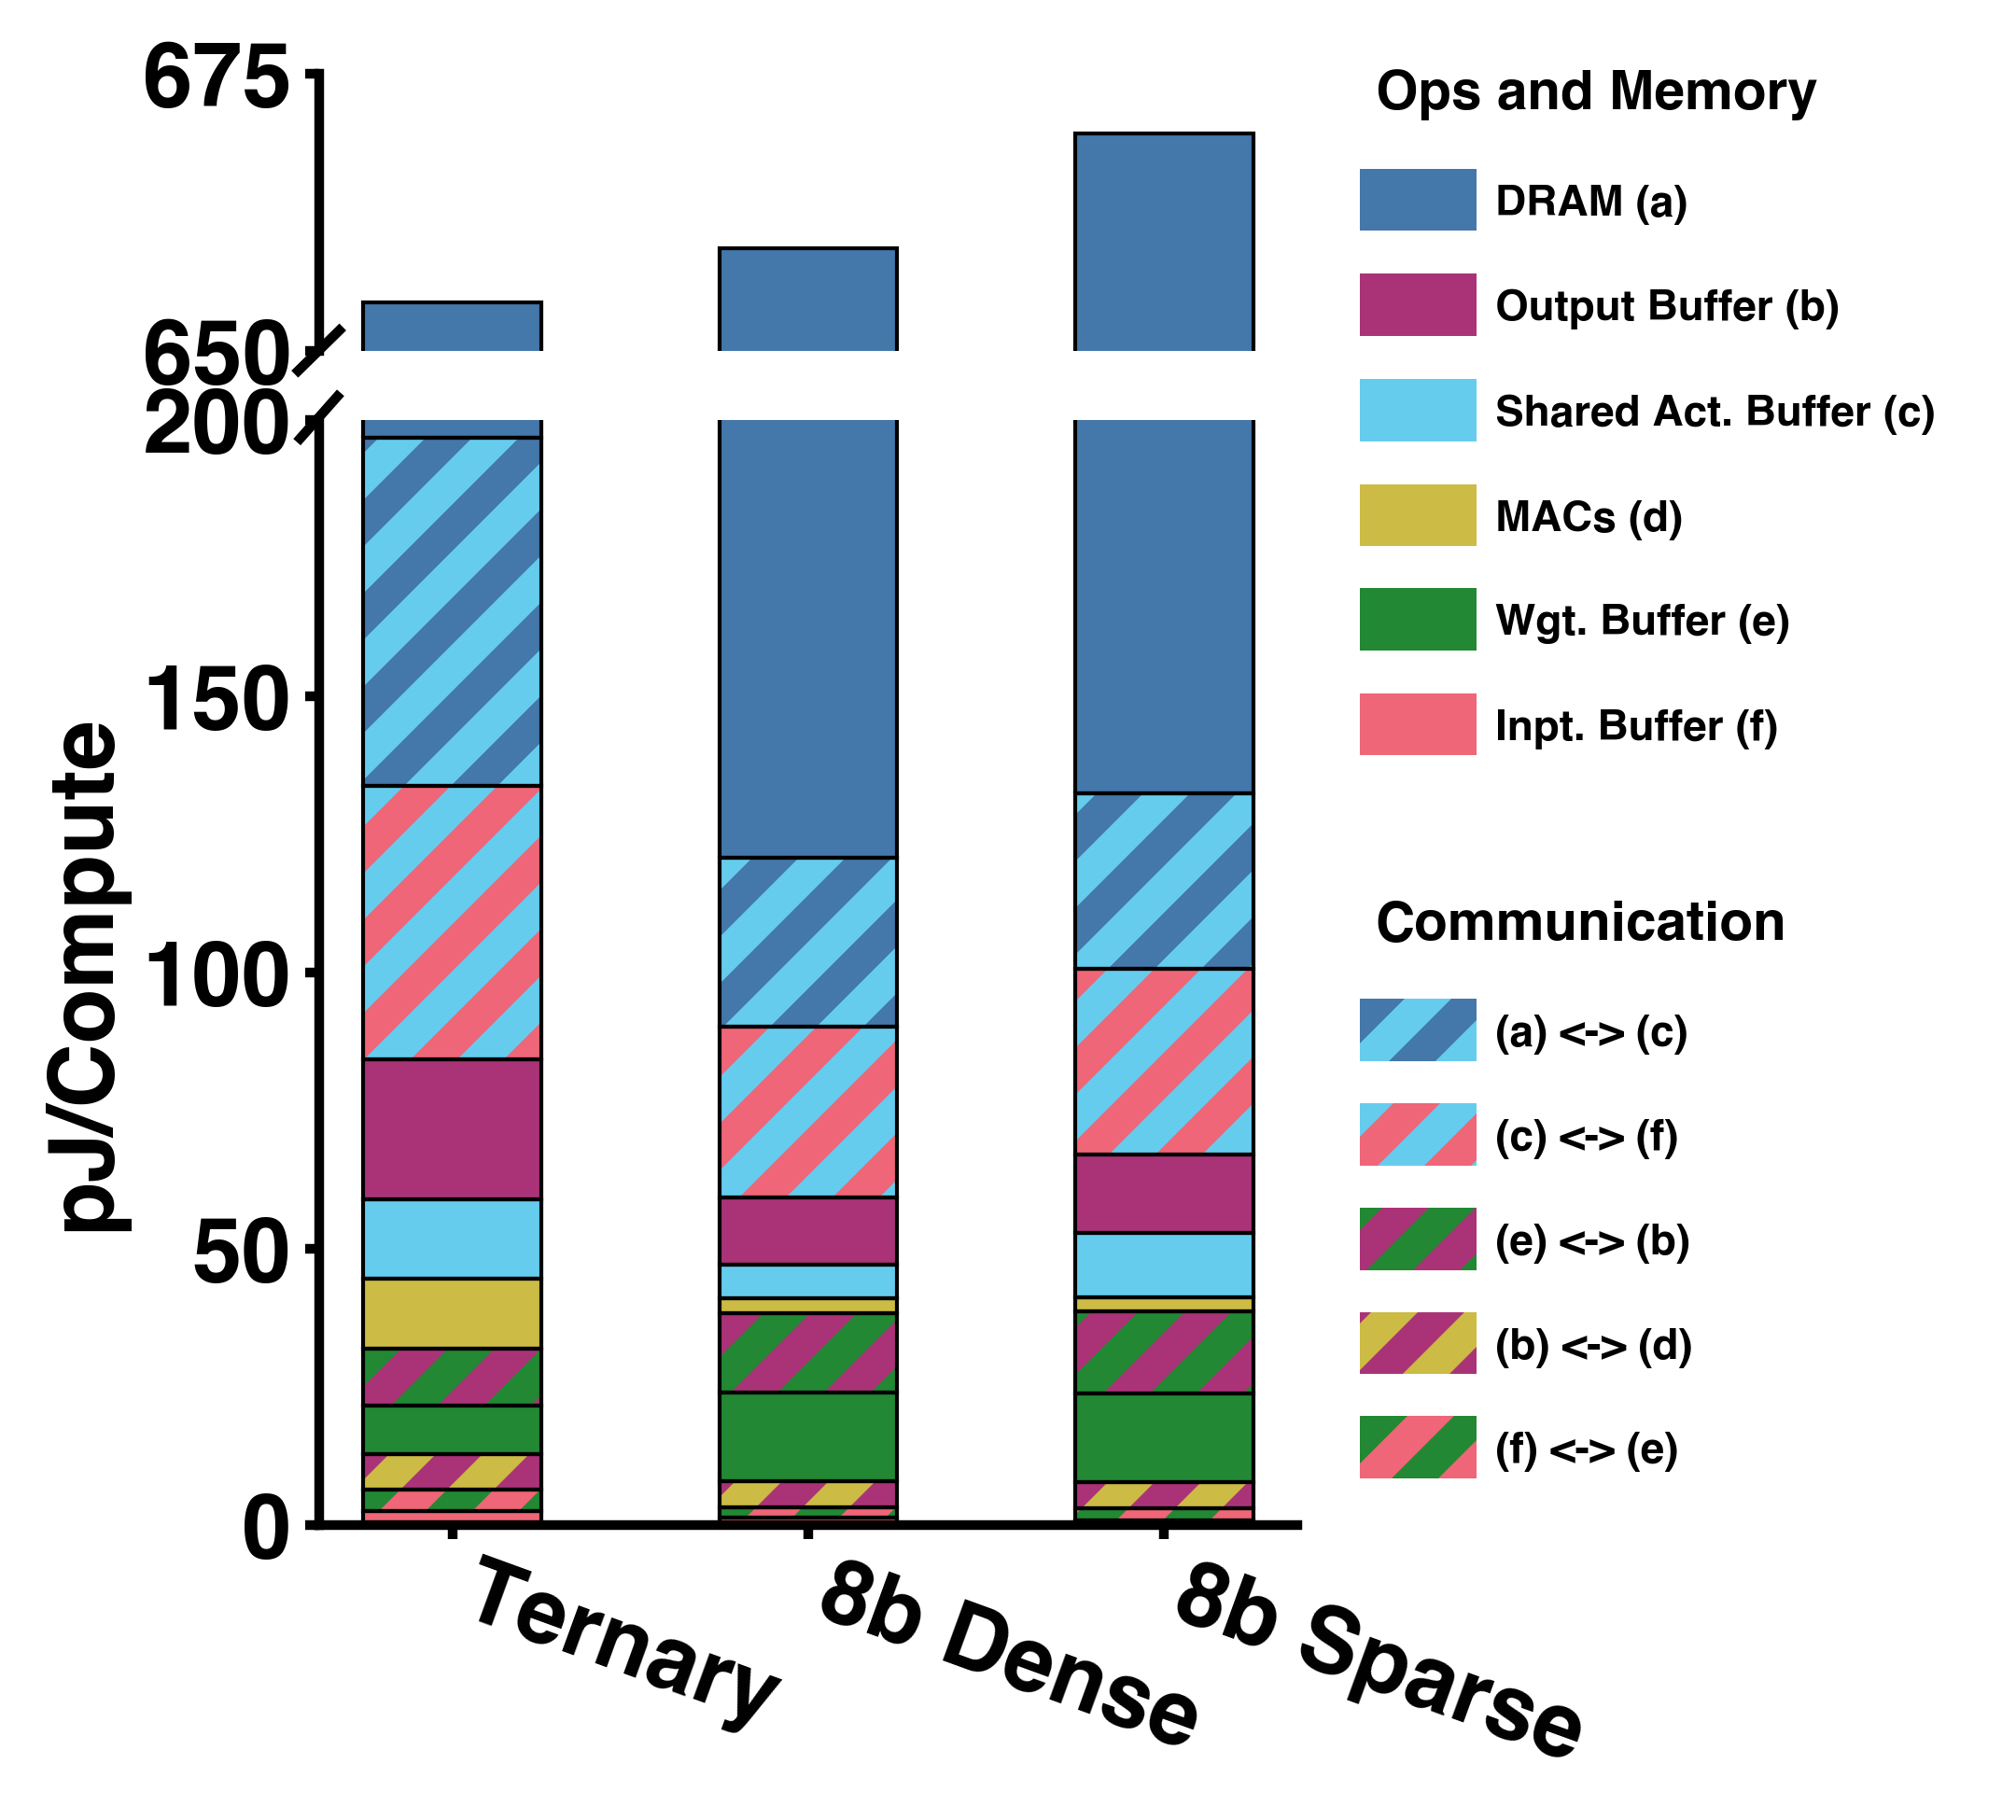 675
650
200
150
100
50
0
pJ/Compute
Ternary
8b Dense
8b Sparse
Ops and Memory
DRAM (a)
Output Buffer (b)
Shared Act. Buffer (c)
MACs (d)
Wgt. Buffer (e)
Inpt. Buffer (f)
Communication
(a) <-> (c)
(c) <-> (f)
(e) <-> (b)
(b) <-> (d)
(f) <-> (e)